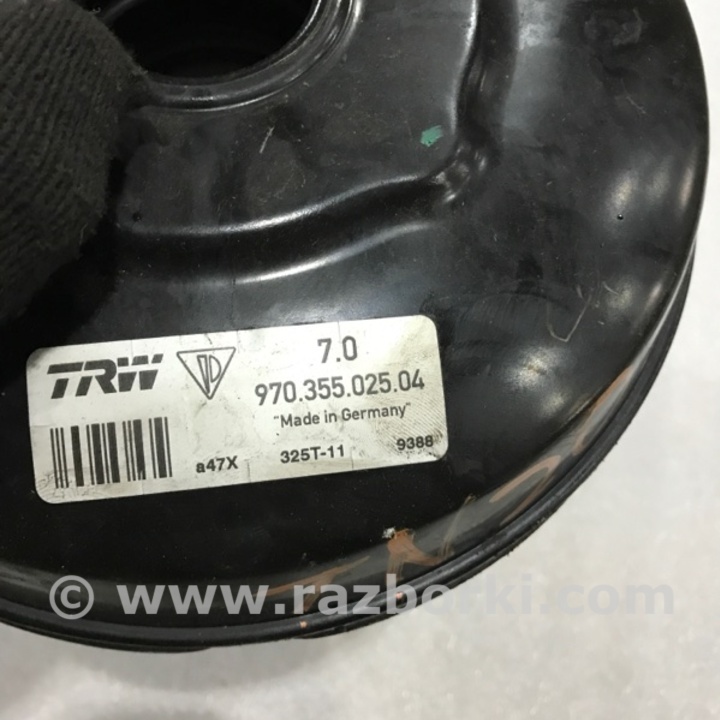 TRW 7.0
970.355.025.04
"Made in Germany"
a47X 325T-11 9388
© www.razborki.com